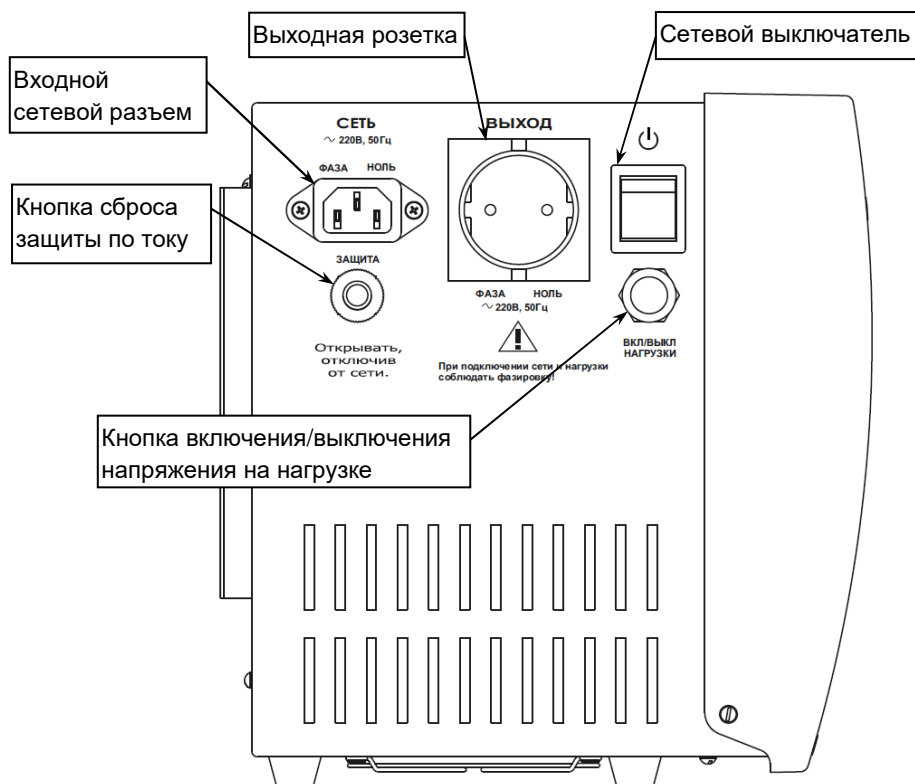 Выходная розетка
Сетевой выключатель
Входной
сетевой разъем
СЕТЬ
~ 220В, 50Гц
ФАЗА НОЛЬ
ВЫХОД
Кнопка сброса
защиты по току
ЗАЩИТА
ФАЗА НОЛЬ
~ 220В, 50Гц
Открывать,
отключив
от сети.
При подключении сети и нагрузки
соблюдать фазировку!
ВКЛ/ВЫКЛ
НАГРУЗКИ
Кнопка включения/выключения
напряжения на нагрузке